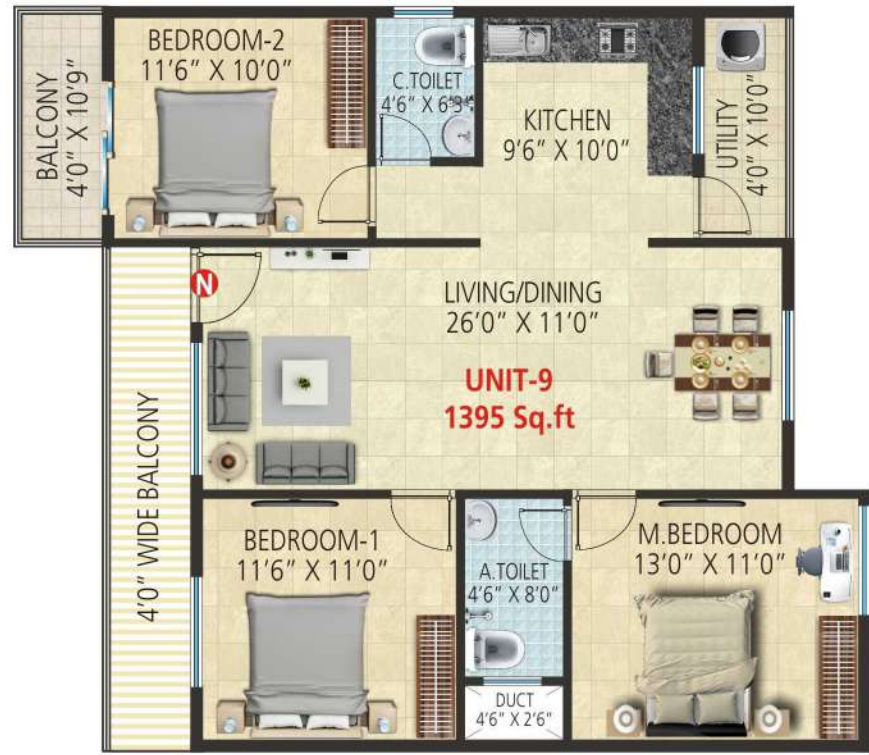 BEDROOM-2
11'6" X 10'0"
BALCONY
4'0" X 10'9"
C.TOILET
4'6" X 6'3"
KITCHEN
9'6" X 10'0"
UTILITY
4'0" X 10'0"
N
LIVING/DINING
26'0" X 11'0"
UNIT-9
1395 Sq.ft
4'0" WIDE BALCONY
BEDROOM-1
11'6" X 11'0"
A.TOILET
4'6" X 8'0"
M.BEDROOM
13'0" X 11'0"
DUCT
4'6" X 2'6"